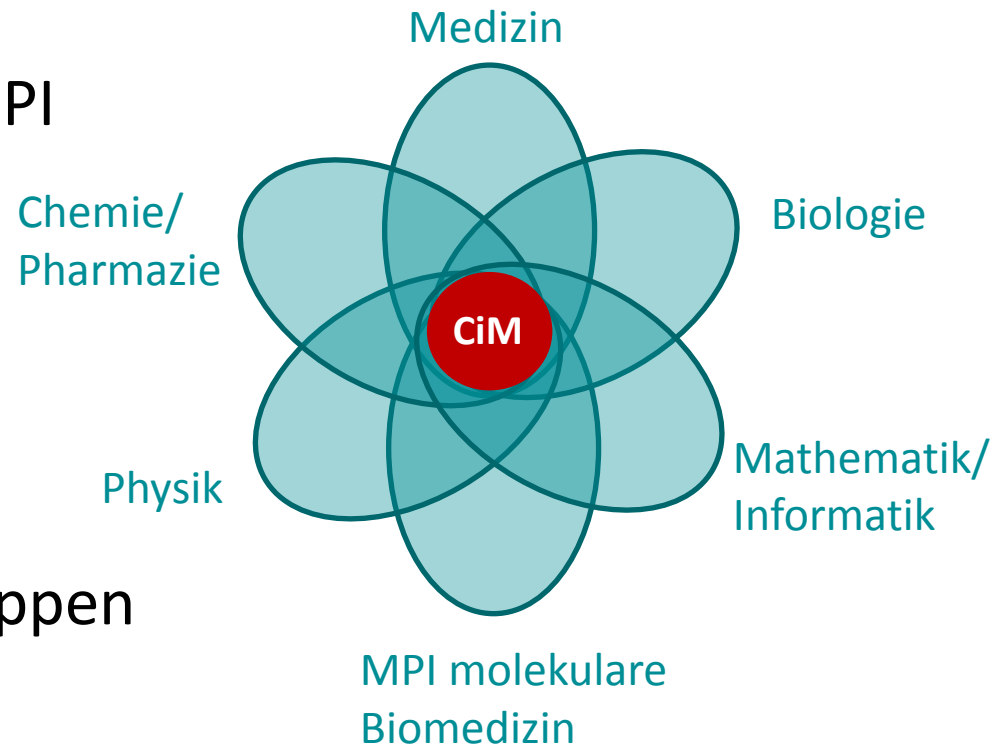 Medizin
PI
Chemie/
Pharmazie
Biologie
CiM
Physik
Mathematik/
Informatik
ppen
MPI molekulare
Biomedizin